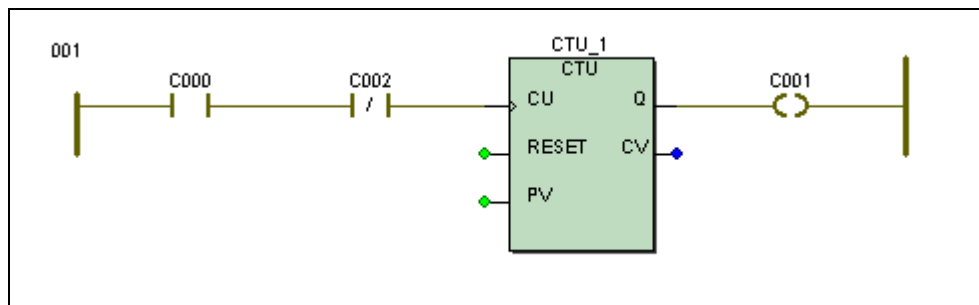 001
CTU_1
CTU
C000
C002
C001
CU
Q
RESET
CV
PV